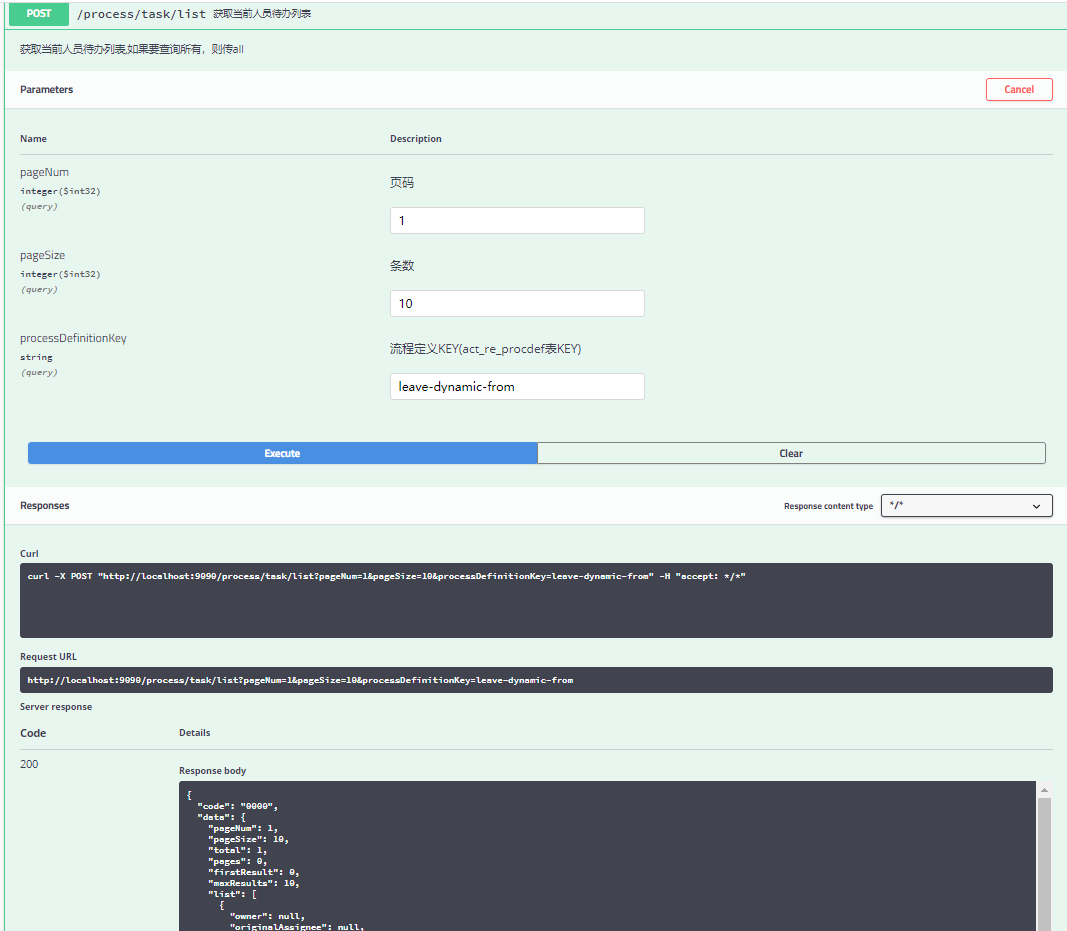 POST /process/task/list 获取当前人员待办列表
获取当前人员待办列表,如果要查询所有，则传all
Parameters Cancel
Name Description
pageNum 页码
integer($int32)
(query)
1
pageSize 条数
integer($int32)
(query)
10
processDefinitionKey 流程定义KEY(act_re_procdef表KEY)
string
(query)
leave-dynamic-from
Execute Clear
Responses Response content type */*
Curl
curl -X POST "http://localhost:9090/process/task/list?pageNum=1&pageSize=10&processDefinitionKey=leave-dynamic-from" -H "accept: */*"
Request URL
http://localhost:9090/process/task/list?pageNum=1&pageSize=10&processDefinitionKey=leave-dynamic-from
Server response
Code Details
200
Response body
{
"code": "0000",
"data": {
"pageNum": 1,
"pageSize": 10,
"total": 1,
"pages": 0,
"firstResult": 0,
"maxResults": 10,
"list": [
{
"owner": null,
"originalAssignee": null,